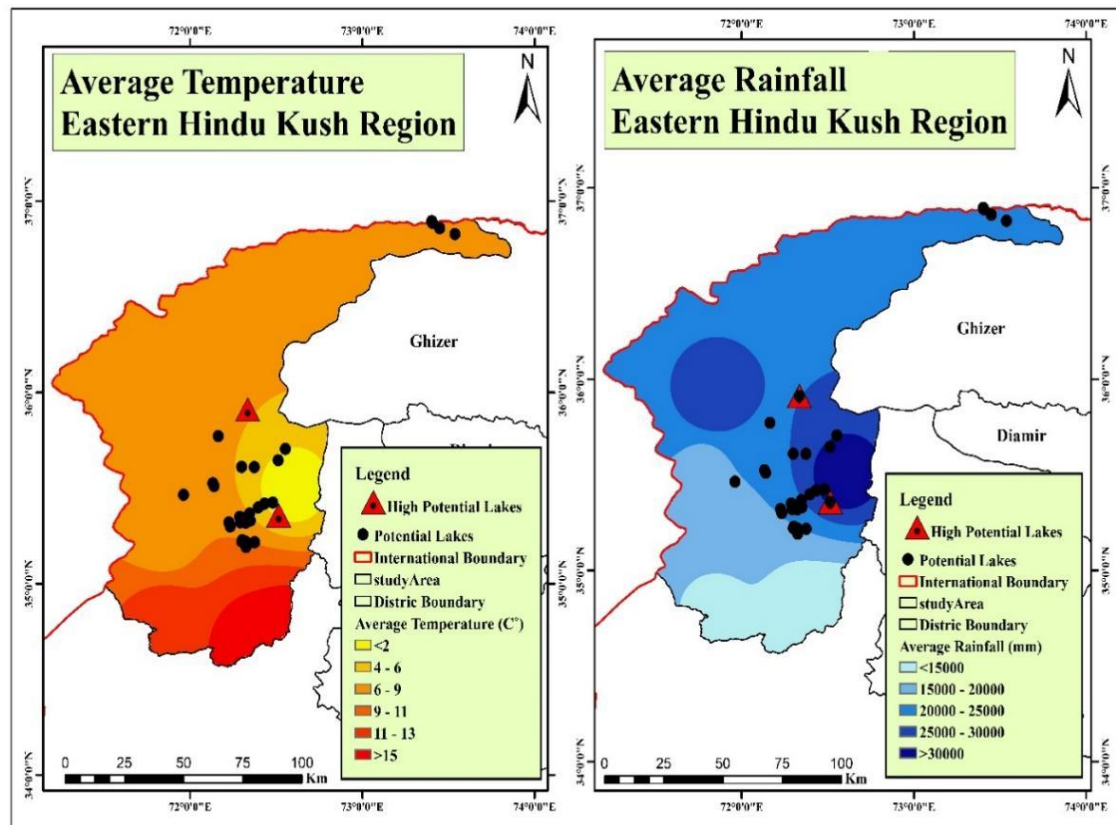 Average Temperature
Eastern Hindu Kush Region
N
72°0'0"E
73°0'0"E
74°0'0"E
37°0'0"N
36°0'0"N
35°0'0"N
34°0'0"N
Ghizer
Legend
High Potential Lakes
Potential Lakes
International Boundary
studyArea
Distric Boundary
Average Temperature (C°)
<2
4 - 6
6 - 9
9 - 11
11 - 13
>15
0 25 50 75 100
Km
72°0'0"E
73°0'0"E
Average Rainfall
Eastern Hindu Kush Region
N
72°0'0"E
73°0'0"E
74°0'0"E
37°0'0"N
36°0'0"N
35°0'0"N
34°0'0"N
37°0'0"N
36°0'0"N
35°0'0"N
34°0'0"N
Ghizer
Diamir
Legend
High Potential Lakes
Potential Lakes
International Boundary
studyArea
Distric Boundary
Average Rainfall (mm)
<15000
15000 - 20000
20000 - 25000
25000 - 30000
>30000
0 25 50 75 100
Km
72°0'0"E
73°0'0"E
74°0'0"E